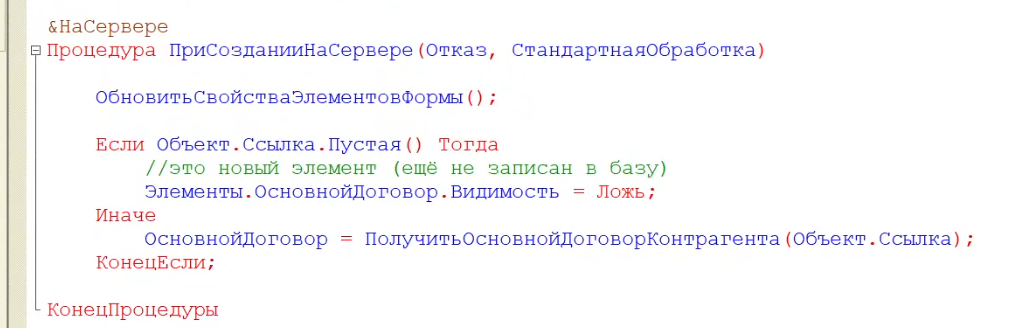 &НаСервере
Процедура ПриСозданииНаСервере(Отказ, СтандартнаяОбработка)
ОбновитьСвойстваЭлементовФормы();
Если Объект.Ссылка.Пустая() Тогда
//это новый элемент (ещё не записан в базу)
Элементы.ОсновнойДоговор.Видимость = Ложь;
Иначе
ОсновнойДоговор = ПолучитьОсновнойДоговорКонтрагента(Объект.Ссылка);
КонецЕсли;
КонецПроцедуры